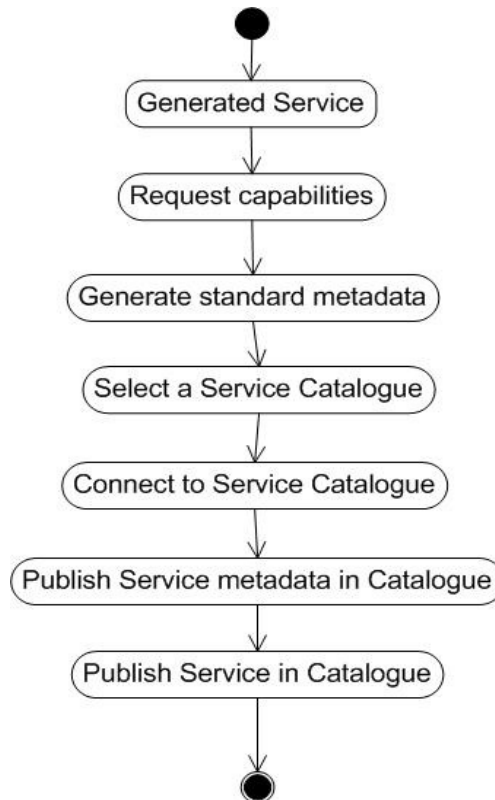 Generated Service
Request capabilities
Generate standard metadata
Select a Service Catalogue
Connect to Service Catalogue
Publish Service metadata in Catalogue
Publish Service in Catalogue